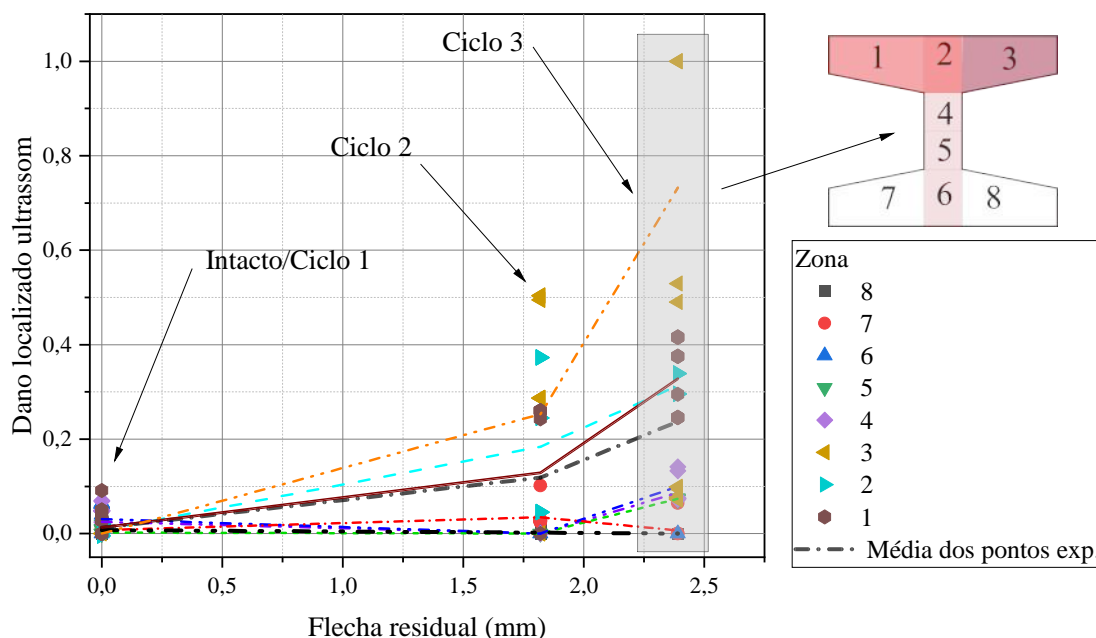 Dano localizado ultrassom
1,0
0,8
0,6
0,4
0,2
0,0
Ciclo 3
Ciclo 2
Intacto/Ciclo 1
0,0 0,5 1,0 1,5 2,0 2,5
Flecha residual (mm)
1 2 3
4
5
7 6 8
Zona
8
7
6
5
4
3
2
1
Média dos pontos exp.